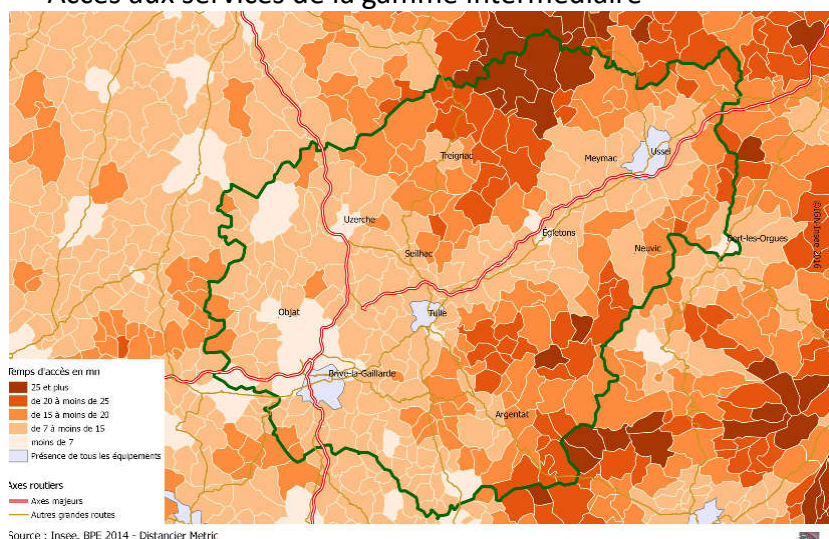 Accès aux services de la gamme intermédiaire
Treignac
Meymac
Ussel
Uzerche
Égletons
Seilhac
Neuvic
Bort-les-Orgues
©IGN-Insee 2016
Objat
Tulle
Brive-la-Gaillarde
Argentat
Temps d'accès en mn
25 et plus
de 20 à moins de 25
de 15 à moins de 20
de 7 à moins de 15
moins de 7
Présence de tous les équipements
Axes routiers
Axes majeurs
Autres grandes routes
Source : Insee, BPE 2014 - Distancier Metric